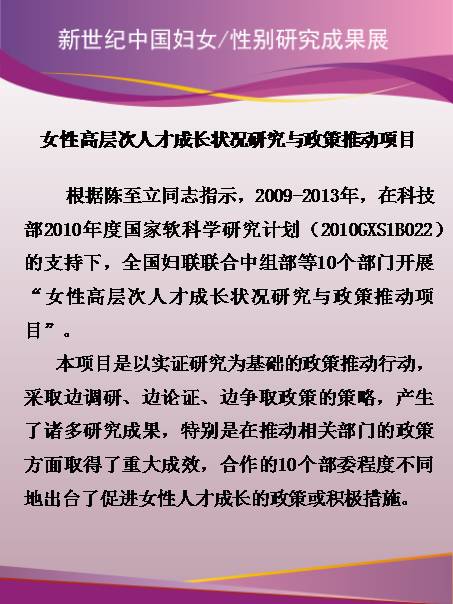 新世纪中国妇女/性别研究成果展
女性高层次人才成长状况研究与政策推动项目
根据陈至立同志指示，2009-2013年，在科技
部2010年度国家软科学研究计划（2010GXS1B022）
的支持下，全国妇联联合中组部等10个部门开展
“女性高层次人才成长状况研究与政策推动项
目”。
本项目是以实证研究为基础的政策推动行动，
采取边调研、边论证、边争取政策的策略，产生
了诸多研究成果，特别是在推动相关部门的政策
方面取得了重大成效，合作的10个部委程度不同
地出台了促进女性人才成长的政策或积极措施。